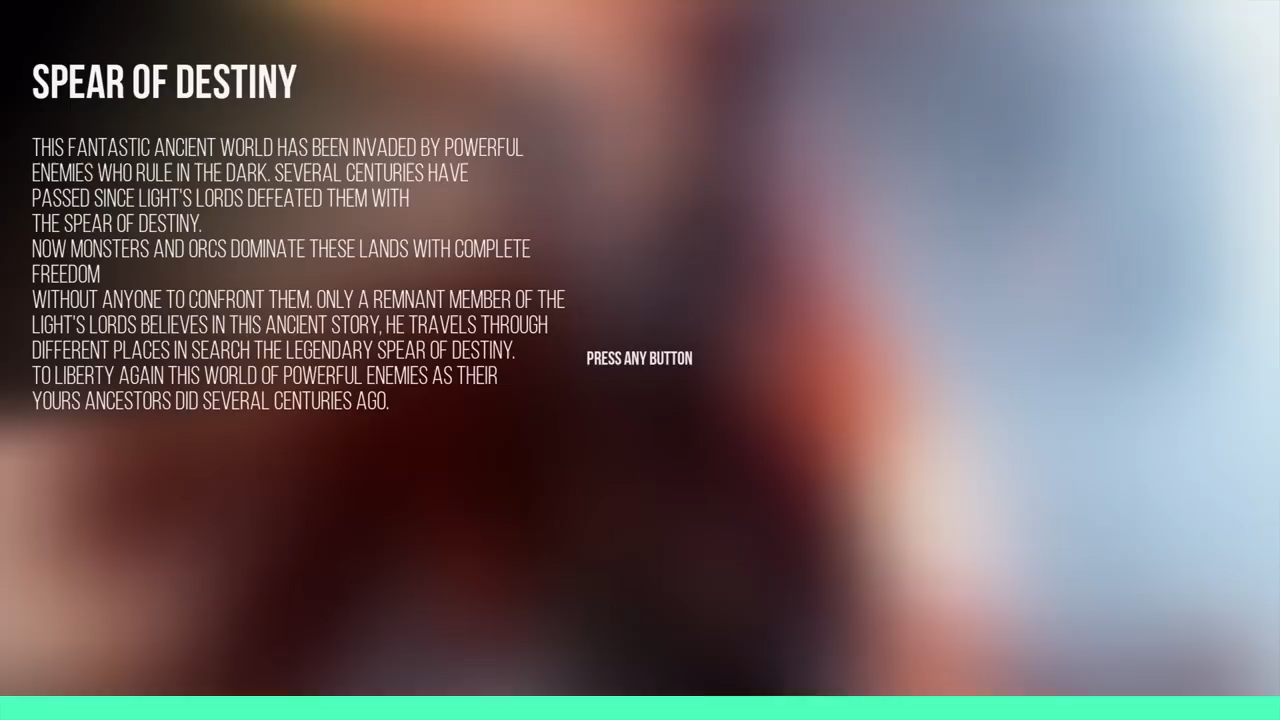 SPEAR OF DESTINY
THIS FANTASTIC ANCIENT WORLD HAS BEEN INVADED BY POWERFUL
ENEMIES WHO RULE IN THE DARK. SEVERAL CENTURIES HAVE
PASSED SINCE LIGHT'S LORDS DEFEATED THEM WITH
THE SPEAR OF DESTINY.
NOW MONSTERS AND ORCS DOMINATE THESE LANDS WITH COMPLETE
FREEDOM
WITHOUT ANYONE TO CONFRONT THEM. ONLY A REMNANT MEMBER OF THE
LIGHT'S LORDS BELIEVES IN THIS ANCIENT STORY, HE TRAVELS THROUGH
DIFFERENT PLACES IN SEARCH THE LEGENDARY SPEAR OF DESTINY.
TO LIBERTY AGAIN THIS WORLD OF POWERFUL ENEMIES AS THEIR
YOURS ANCESTORS DID SEVERAL CENTURIES AGO.
PRESS ANY BUTTON